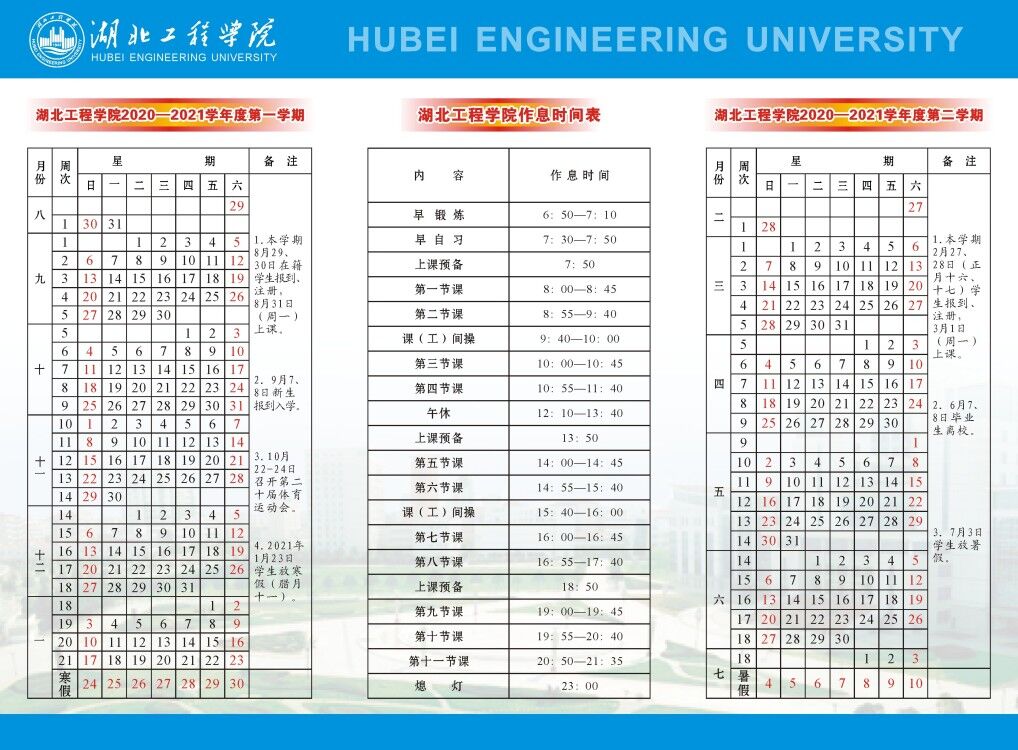 湖北工程学院
HUBEI ENGINEERING UNIVERSITY
HUBEI ENGINEERING UNIVERSITY
湖北工程学院2020—2021学年度第一学期
月份 周次 星 期 备 注
日 一 二 三 四 五 六
八
29
1 30 31
九
1 1 2 3 4 5
2 6 7 8 9 10 11 12
3 13 14 15 16 17 18 19
4 20 21 22 23 24 25 26
5 27 28 29 30
十
5 1 2 3
6 4 5 6 7 8 9 10
7 11 12 13 14 15 16 17
8 18 19 20 21 22 23 24
9 25 26 27 28 29 30 31
十一
10 1 2 3 4 5 6 7
11 8 9 10 11 12 13 14
12 15 16 17 18 19 20 21
13 22 23 24 25 26 27 28
14 29 30
十二
14 1 2 3 4 5
15 6 7 8 9 10 11 12
16 13 14 15 16 17 18 19
17 20 21 22 23 24 25 26
18 27 28 29 30 31
一
18 1 2
19 3 4 5 6 7 8 9
20 10 11 12 13 14 15 16
21 17 18 19 20 21 22 23
寒假 24 25 26 27 28 29 30
1.本学期
8月29、
30日在籍
学生报到、
注册，
8月31日
（周一）
上课。
2．9月7、
8日新生
报到入学。
3.10月
22-24日
召开第二
十届体育
运动会。
4.2021年
1月23日
学生放寒
假（腊月
十一）。
湖北工程学院作息时间表
内 容 作 息 时 间
早 锻 炼 6：50—7：10
早 自 习 7：30—7：50
上课预备 7：50
第一节课 8：00—8：45
第二节课 8：55—9：40
课（工）间操 9：40—10：00
第三节课 10：00—10：45
第四节课 10：55—11：40
午休 12：10—13：40
上课预备 13：50
第五节课 14：00—14：45
第六节课 14：55—15：40
课（工）间操 15：40—16：00
第七节课 16：00—16：45
第八节课 16：55—17：40
上课预备 18：50
第九节课 19：00—19：45
第十节课 19：55—20：40
第十一节课 20：50—21：35
熄 灯 23：00
湖北工程学院2020—2021学年度第二学期
月份 周次 星 期 备 注
日 一 二 三 四 五 六
二
27
1 28
三
1 1 2 3 4 5 6
2 7 8 9 10 11 12 13
3 14 15 16 17 18 19 20
4 21 22 23 24 25 26 27
5 28 29 30 31
四
5 1 2 3
6 4 5 6 7 8 9 10
7 11 12 13 14 15 16 17
8 18 19 20 21 22 23 24
9 25 26 27 28 29 30
五
9 1
10 2 3 4 5 6 7 8
11 9 10 11 12 13 14 15
12 16 17 18 19 20 21 22
13 23 24 25 26 27 28 29
14 30 31
六
14 1 2 3 4 5
15 6 7 8 9 10 11 12
16 13 14 15 16 17 18 19
17 20 21 22 23 24 25 26
18 27 28 29 30
七
18 1 2 3
暑假 4 5 6 7 8 9 10
1.本学期
2月27、
28日（正
月十六、
十七）学
生报到、
注册，
3月1日
（周一）
上课。
2．6月7、
8日毕业
生离校。
3．7月3日
学生放暑
假。